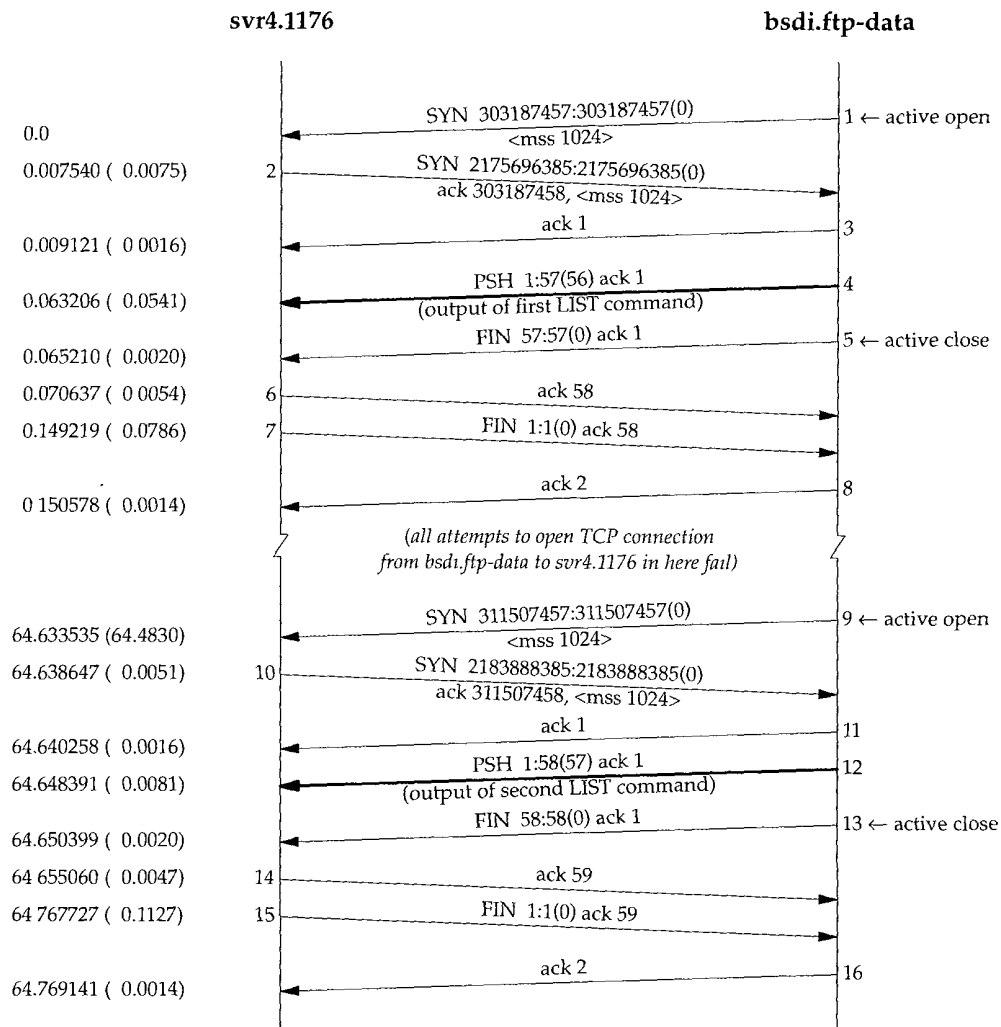 svr4.1176 bsdi.ftp-data
SYN 303187457:303187457(0) 1 ← active open
0.0 <mss 1024>
0.007540 ( 0.0075) 2 SYN 2175696385:2175696385(0)
ack 303187458, <mss 1024>
ack 1 3
0.009121 ( 0 0016)
PSH 1:57(56) ack 1 4
0.063206 ( 0.0541) (output of first LIST command)
FIN 57:57(0) ack 1 5 ← active close
0.065210 ( 0.0020)
0.070637 ( 0 0054) 6 ack 58
0.149219 ( 0.0786) 7 FIN 1:1(0) ack 58
ack 2 8
0 150578 ( 0.0014)
(all attempts to open TCP connection
from bsdi.ftp-data to svr4.1176 in here fail)
SYN 311507457:311507457(0) 9 ← active open
64.633535 (64.4830) <mss 1024>
64.638647 ( 0.0051) 10 SYN 2183888385:2183888385(0)
ack 311507458, <mss 1024>
ack 1 11
64.640258 ( 0.0016)
PSH 1:58(57) ack 1 12
64.648391 ( 0.0081) (output of second LIST command)
FIN 58:58(0) ack 1 13 ← active close
64.650399 ( 0.0020)
64 655060 ( 0.0047) 14 ack 59
64 767727 ( 0.1127) 15 FIN 1:1(0) ack 59
ack 2 16
64.769141 ( 0.0014)